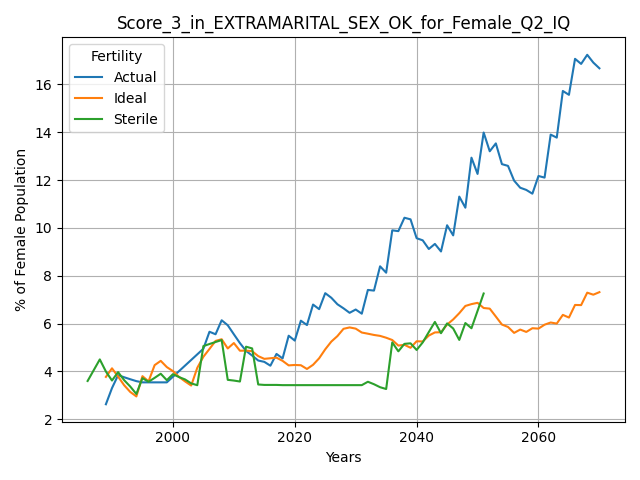 Score_3_in_EXTRAMARITAL_SEX_OK_for_Female_Q2_IQ
Fertility
Actual
Ideal
Sterile
% of Female Population
16
14
12
10
8
6
4
2
2000
2020
2040
2060
Years